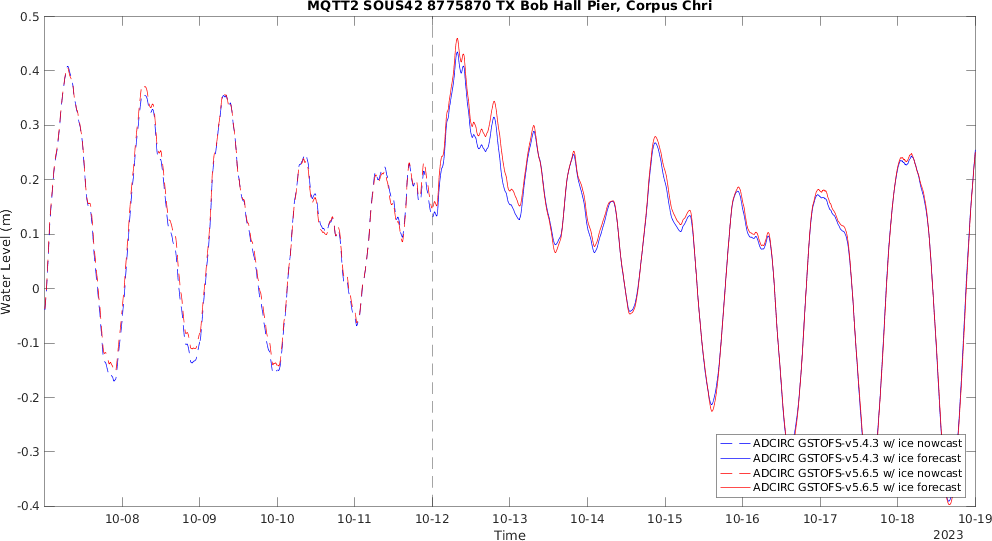 MQTT2 SOUS42 8775870 TX Bob Hall Pier, Corpus Chri
0.5
0.4
0.3
0.2
0.1
0
-0.1
-0.2
-0.3
-0.4
Water Level (m)
ADCIRC GSTOFS-v5.4.3 w/ ice nowcast
ADCIRC GSTOFS-v5.4.3 w/ ice forecast
ADCIRC GSTOFS-v5.6.5 w/ ice nowcast
ADCIRC GSTOFS-v5.6.5 w/ ice forecast
10-08 10-09 10-10 10-11 10-12 10-13 10-14 10-15 10-16 10-17 10-18 10-19
Time
2023